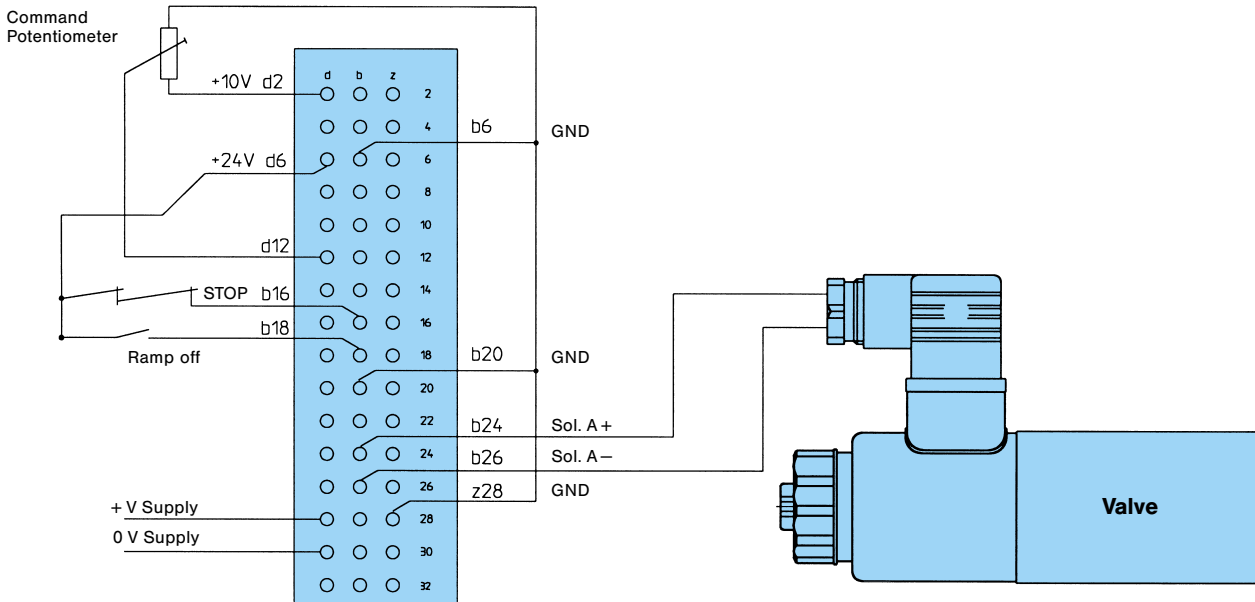 Command
Potentiometer
d b z
+10V d2
2
4
b6 GND
+24V d6
6
8
10
d12
12
14
STOP b16
16
b18
Ramp off
18
b20 GND
20
22
b24 Sol. A+
24
b26 Sol. A−
26
z28 GND
+ V Supply
28
0 V Supply
30
32
Valve